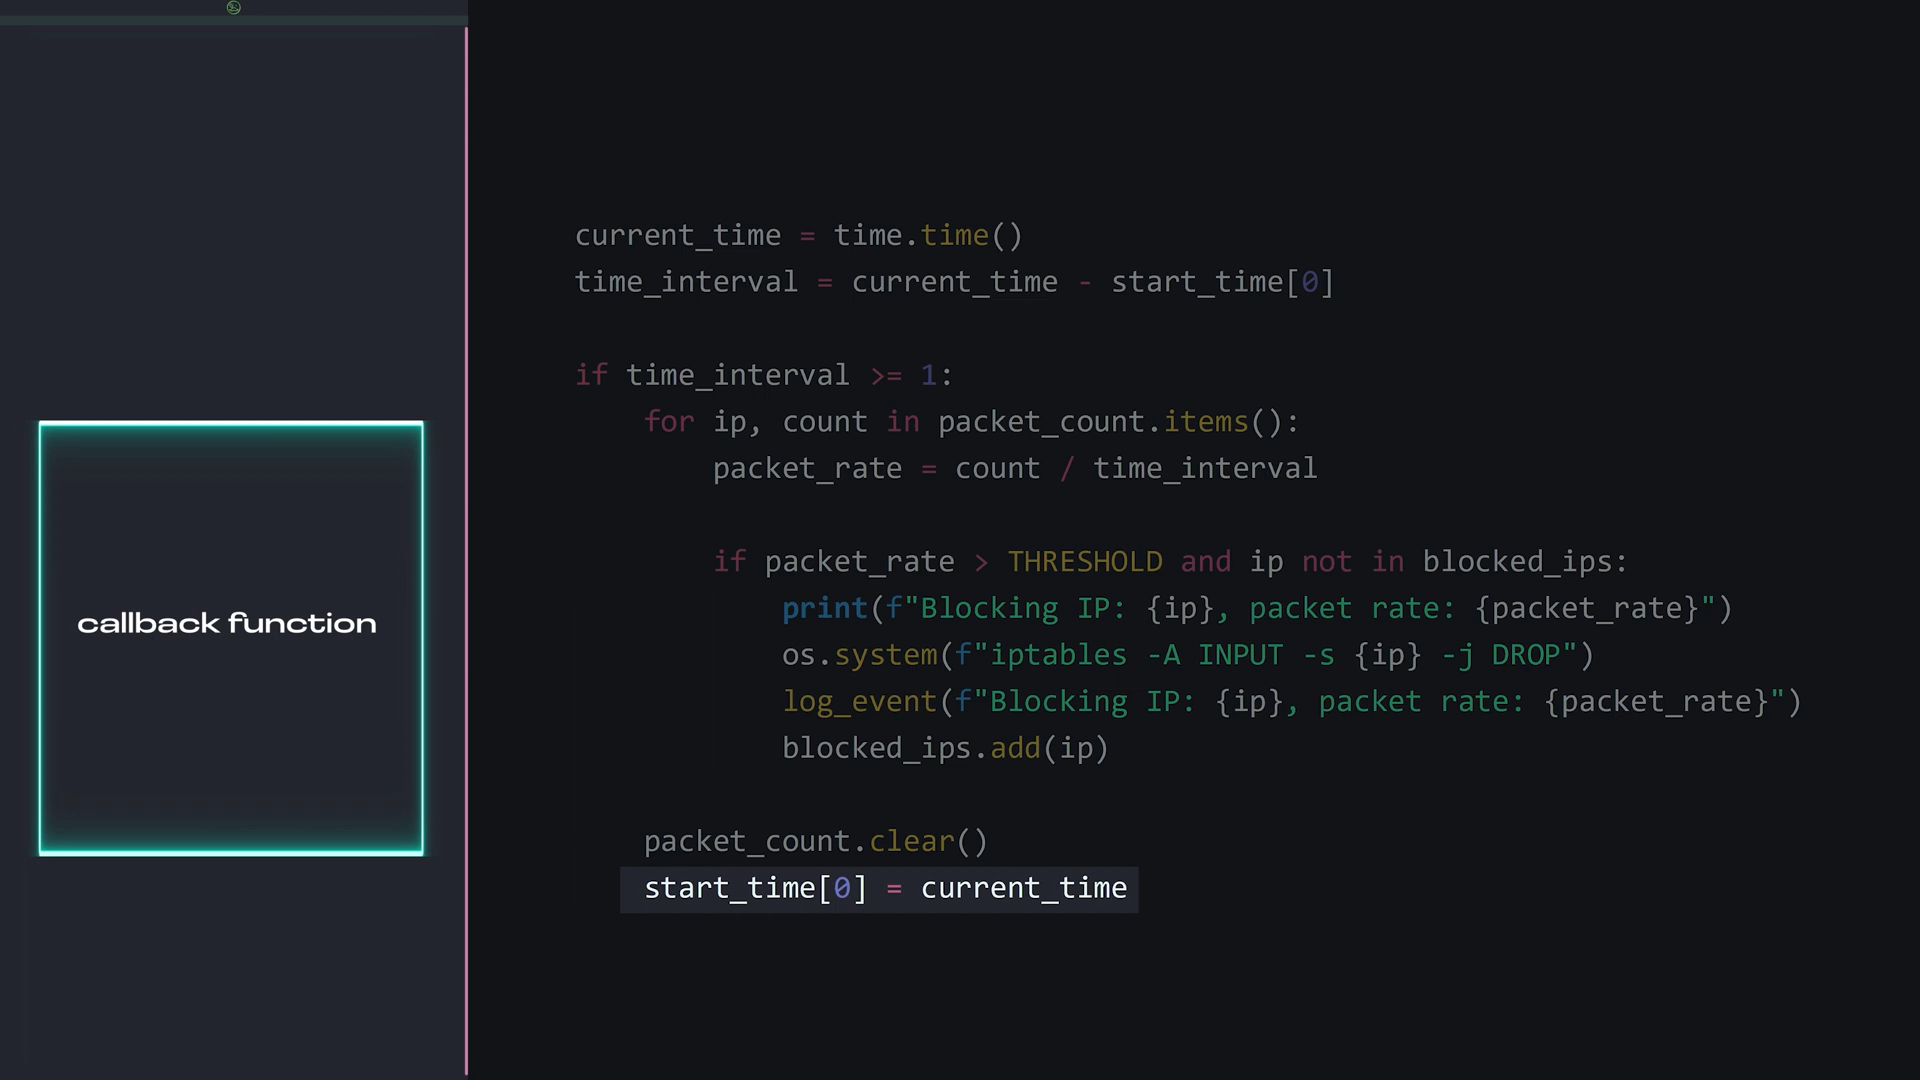 callback function
current_time = time.time()
time_interval = current_time - start_time[0]
if time_interval >= 1:
    for ip, count in packet_count.items():
        packet_rate = count / time_interval
        if packet_rate > THRESHOLD and ip not in blocked_ips:
            print(f"Blocking IP: {ip}, packet rate: {packet_rate}")
            os.system(f"iptables -A INPUT -s {ip} -j DROP")
            log_event(f"Blocking IP: {ip}, packet rate: {packet_rate}")
            blocked_ips.add(ip)
    packet_count.clear()
    start_time[0] = current_time